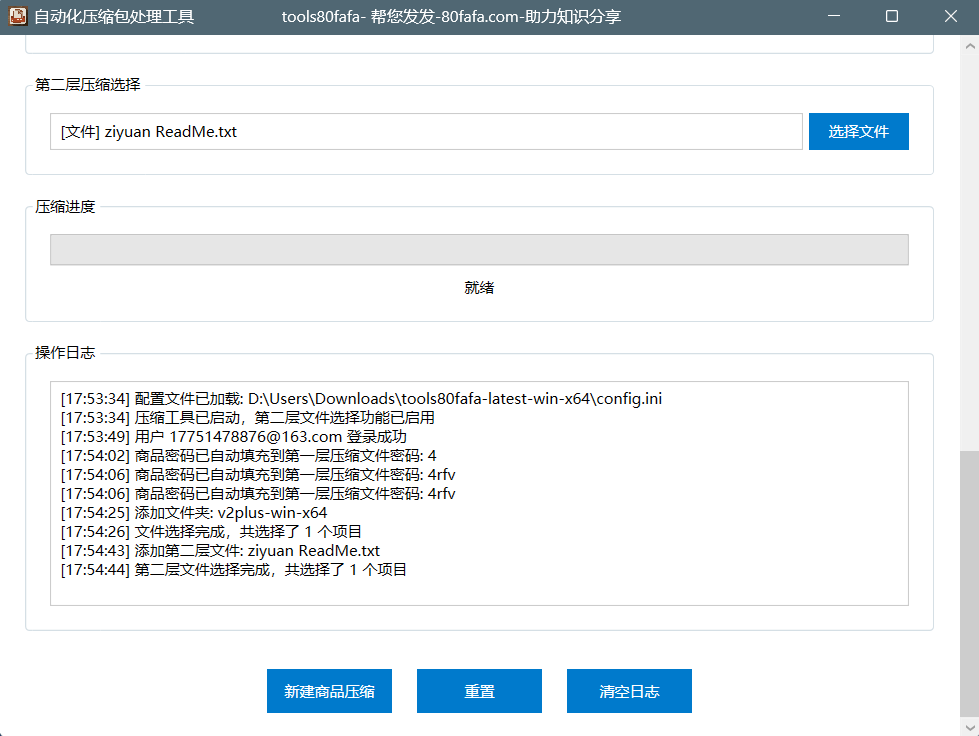 自动化压缩包处理工具 tools80fafa- 帮您发发-80fafa.com-助力知识分享
第二层压缩选择
[文件] ziyuan ReadMe.txt 选择文件
压缩进度
就绪
操作日志
[17:53:34] 配置文件已加载: D:\Users\Downloads\tools80fafa-latest-win-x64\config.ini
[17:53:34] 压缩工具已启动，第二层文件选择功能已启用
[17:53:49] 用户 17751478876@163.com 登录成功
[17:54:02] 商品密码已自动填充到第一层压缩文件密码: 4
[17:54:06] 商品密码已自动填充到第一层压缩文件密码: 4rfv
[17:54:06] 商品密码已自动填充到第一层压缩文件密码: 4rfv
[17:54:25] 添加文件夹: v2plus-win-x64
[17:54:26] 文件选择完成，共选择了 1 个项目
[17:54:43] 添加第二层文件: ziyuan ReadMe.txt
[17:54:44] 第二层文件选择完成，共选择了 1 个项目
新建商品压缩 重置 清空日志